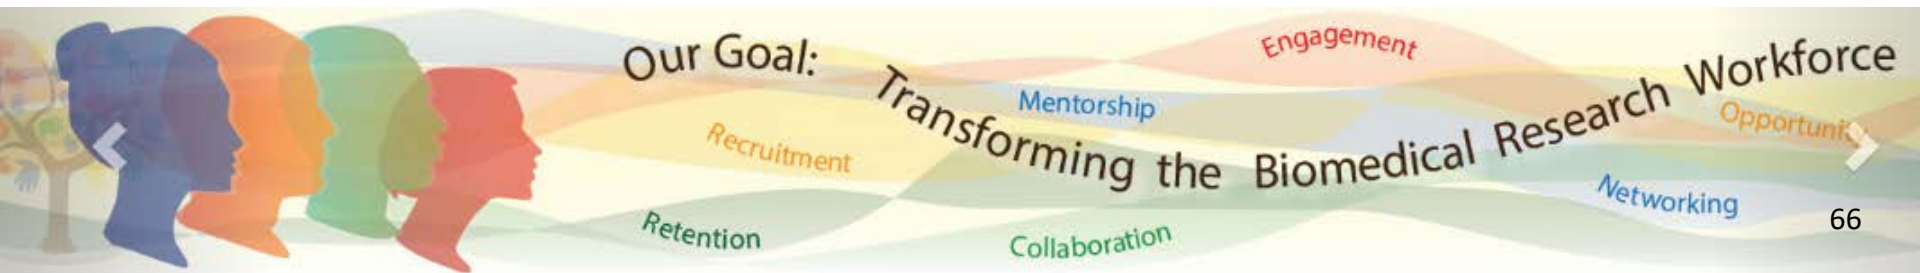 Our Goal: Transforming the Biomedical Research Workforce
Engagement
Mentorship
Recruitment
Retention
Collaboration
Networking
66